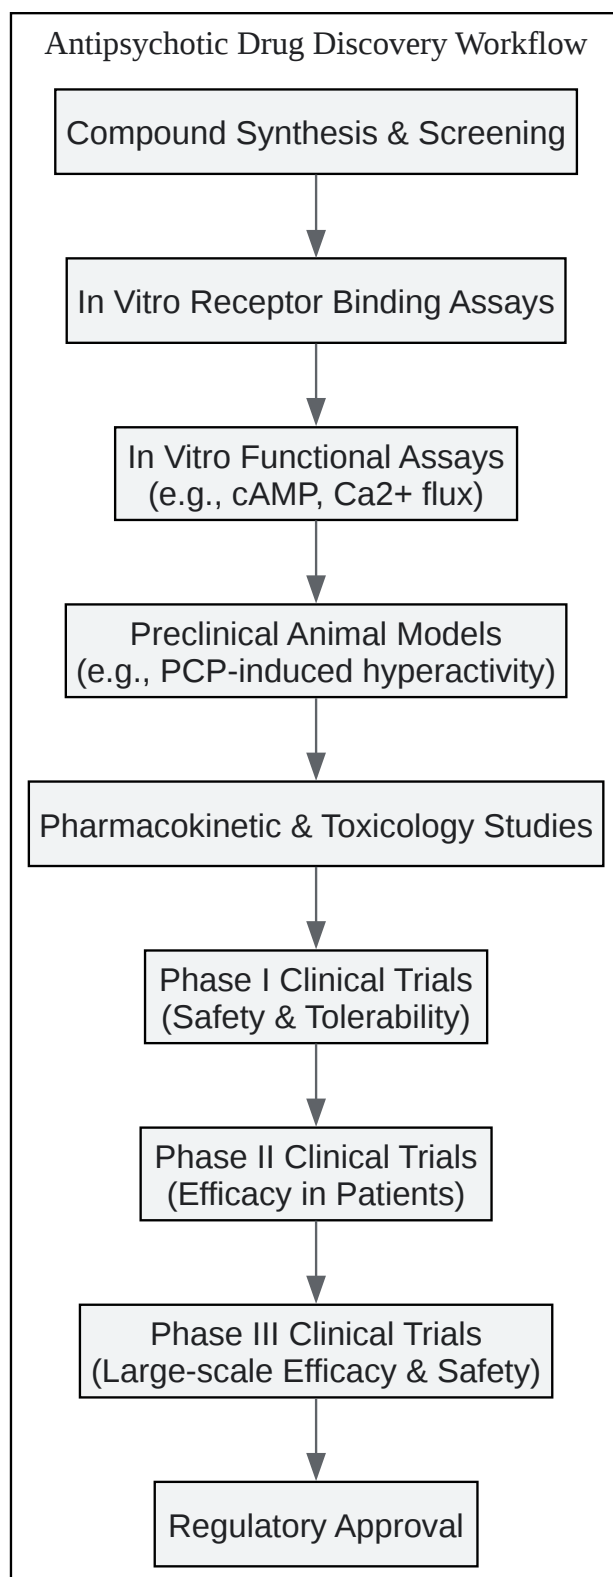 Antipsychotic Drug Discovery Workflow
Compound Synthesis & Screening
In Vitro Receptor Binding Assays
In Vitro Functional Assays
(e.g., cAMP, Ca2+ flux)
Preclinical Animal Models
(e.g., PCP-induced hyperactivity)
Pharmacokinetic & Toxicology Studies
Phase I Clinical Trials
(Safety & Tolerability)
Phase II Clinical Trials
(Efficacy in Patients)
Phase III Clinical Trials
(Large-scale Efficacy & Safety)
Regulatory Approval